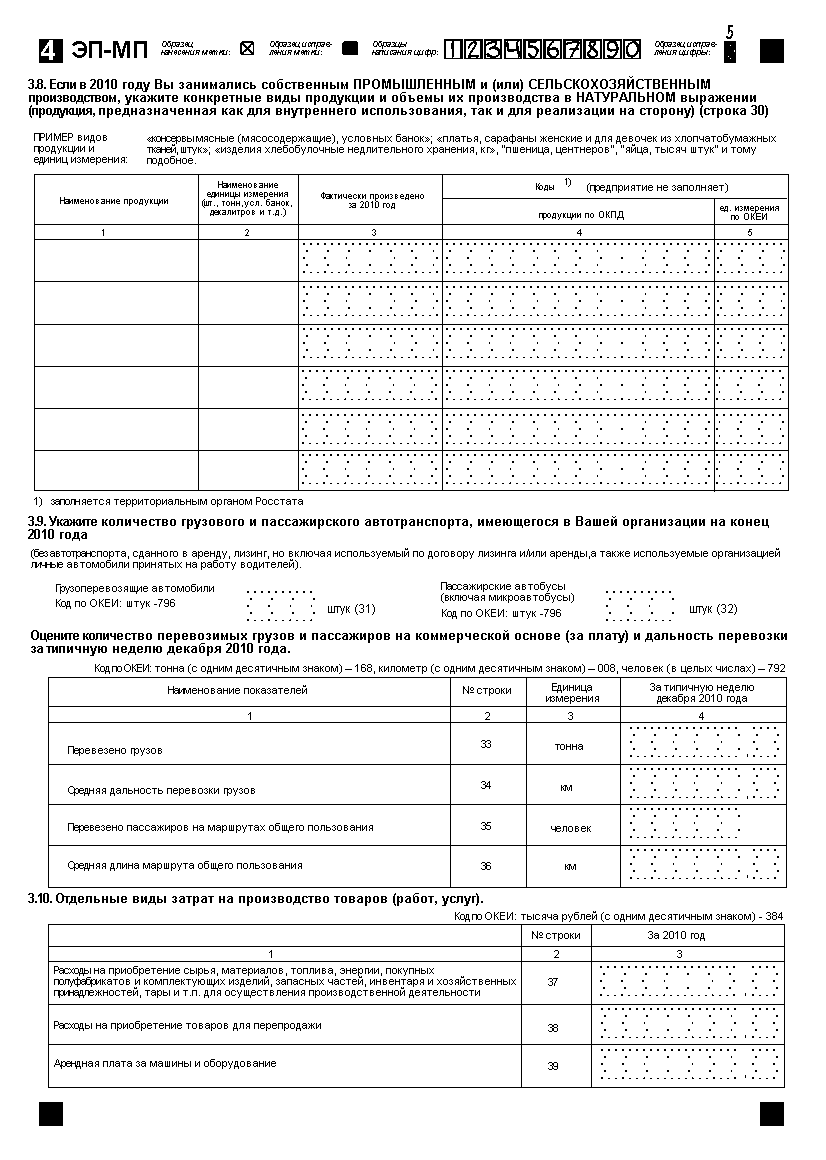 5
4 ЭП-МП Образец нанесения метки: Образец исправления метки: Образцы написания цифр: 1234567890 Образец исправления цифры:
3.8. Если в 2010 году Вы занимались собственным ПРОМЫШЛЕННЫМ и (или) СЕЛЬСКОХОЗЯЙСТВЕННЫМ
производством, укажите конкретные виды продукции и объемы их производства в НАТУРАЛЬНОМ выражении
(продукция, предназначенная как для внутреннего использования, так и для реализации на сторону) (строка 30)
ПРИМЕР видов
продукции и
единиц измерения:
«консервы мясные (мясосодержащие), условных банок»; «платья, сарафаны женские и для девочек из хлопчатобумажных
тканей, штук»; «изделия хлебобулочные недлительного хранения, кг», "пшеница, центнеров", "яйца, тысяч штук" и тому
подобное.
Наименование продукции
Наименование
единицы измерения
(шт., тонн, усл. банок,
декалитров и т.д.)
Фактически произведено
за 2010 год
Коды 1) (предприятие не заполняет)
продукции по ОКПД
ед. измерения
по ОКЕИ
1 2 3 4 5
1) заполняется территориальным органом Росстата
3.9. Укажите количество грузового и пассажирского автотранспорта, имеющегося в Вашей организации на конец
2010 года
(без автотранспорта, сданного в аренду, лизинг, но включая используемый по договору лизинга и/или аренды,а также используемые организацией
личные автомобили принятых на работу водителей).
Грузоперевозящие автомобили
Код по ОКЕИ: штук -796
штук (31)
Пассажирские автобусы
(включая микроавтобусы)
Код по ОКЕИ: штук -796
штук (32)
Оцените количество перевозимых грузов и пассажиров на коммерческой основе (за плату) и дальность перевозки
за типичную неделю декабря 2010 года.
Код по ОКЕИ: тонна (с одним десятичным знаком) – 168, километр (с одним десятичным знаком) – 008, человек (в целых числах) – 792
Наименование показателей
№ строки
Единица
измерения
За типичную неделю
декабря 2010 года
1 2 3 4
Перевезено грузов 33 тонна ,
Средняя дальность перевозки грузов 34 км ,
Перевезено пассажиров на маршрутах общего пользования 35 человек
Средняя длина маршрута общего пользования 36 км ,
3.10. Отдельные виды затрат на производство товаров (работ, услуг).
Код по ОКЕИ: тысяча рублей (с одним десятичным знаком) - 384
№ строки За 2010 год
1 2 3
Расходы на приобретение сырья, материалов, топлива, энергии, покупных
полуфабрикатов и комплектующих изделий, запасных частей, инвентаря и хозяйственных
принадлежностей, тары и т.п. для осуществления производственной деятельности
37 ,
Расходы на приобретение товаров для перепродажи 38 ,
Арендная плата за машины и оборудование 39 ,